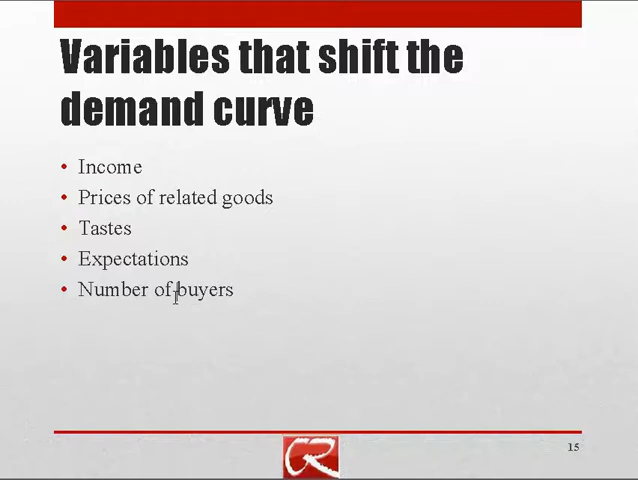 Variables that shift the
demand curve
• Income
• Prices of related goods
• Tastes
• Expectations
• Number of buyers
15